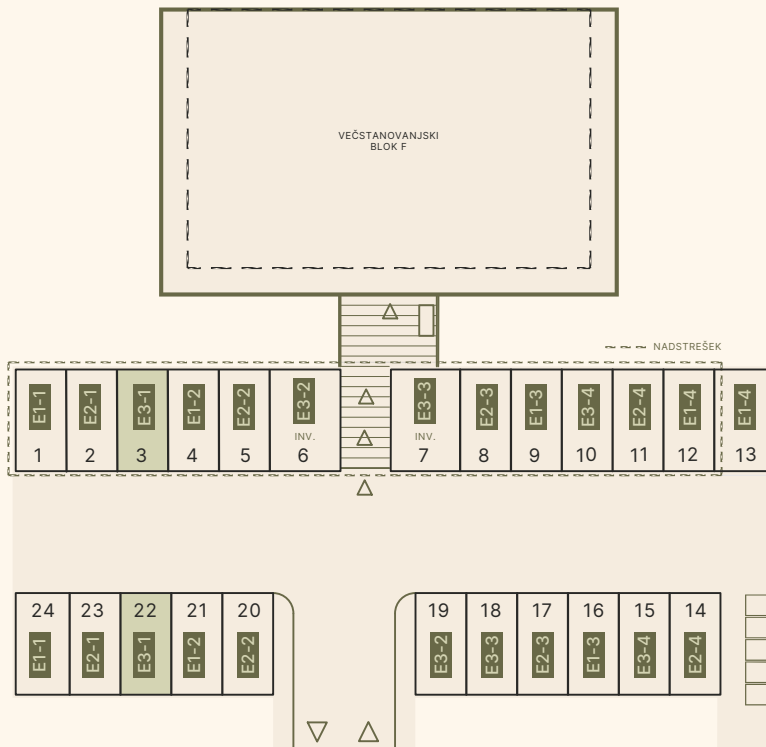 VEČSTANOVANJSKI
BLOK F
NADSTREŠEK
E1-1 E2-1 E3-1 E1-2 E2-2 E3-2 E3-3 E2-3 E1-3 E3-4 E2-4 E1-4 E1-4
INV. INV.
1 2 3 4 5 6 7 8 9 10 11 12 13
24 23 22 21 20 19 18 17 16 15 14
E1-1 E2-1 E3-1 E1-2 E2-2 E3-2 E3-3 E2-3 E1-3 E3-4 E2-4